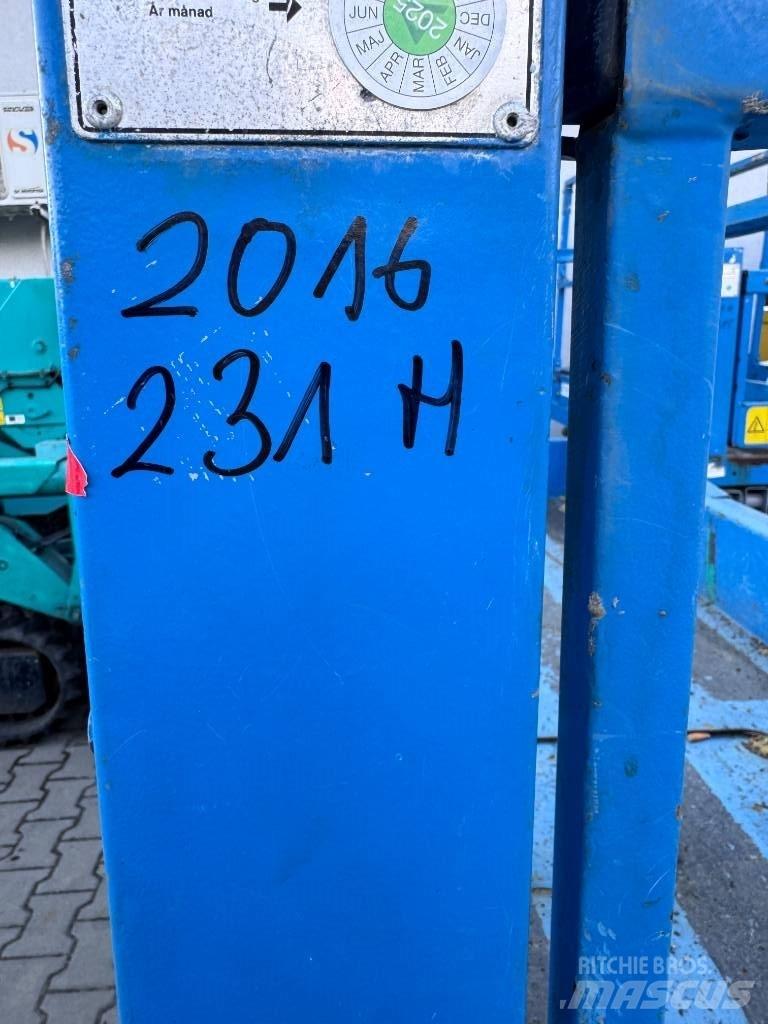 År månad
JUN
MAJ
APR
MAR
FEB
JAN
DEC
2025
2016
231 H
RITCHIE BROS.
MASCUS